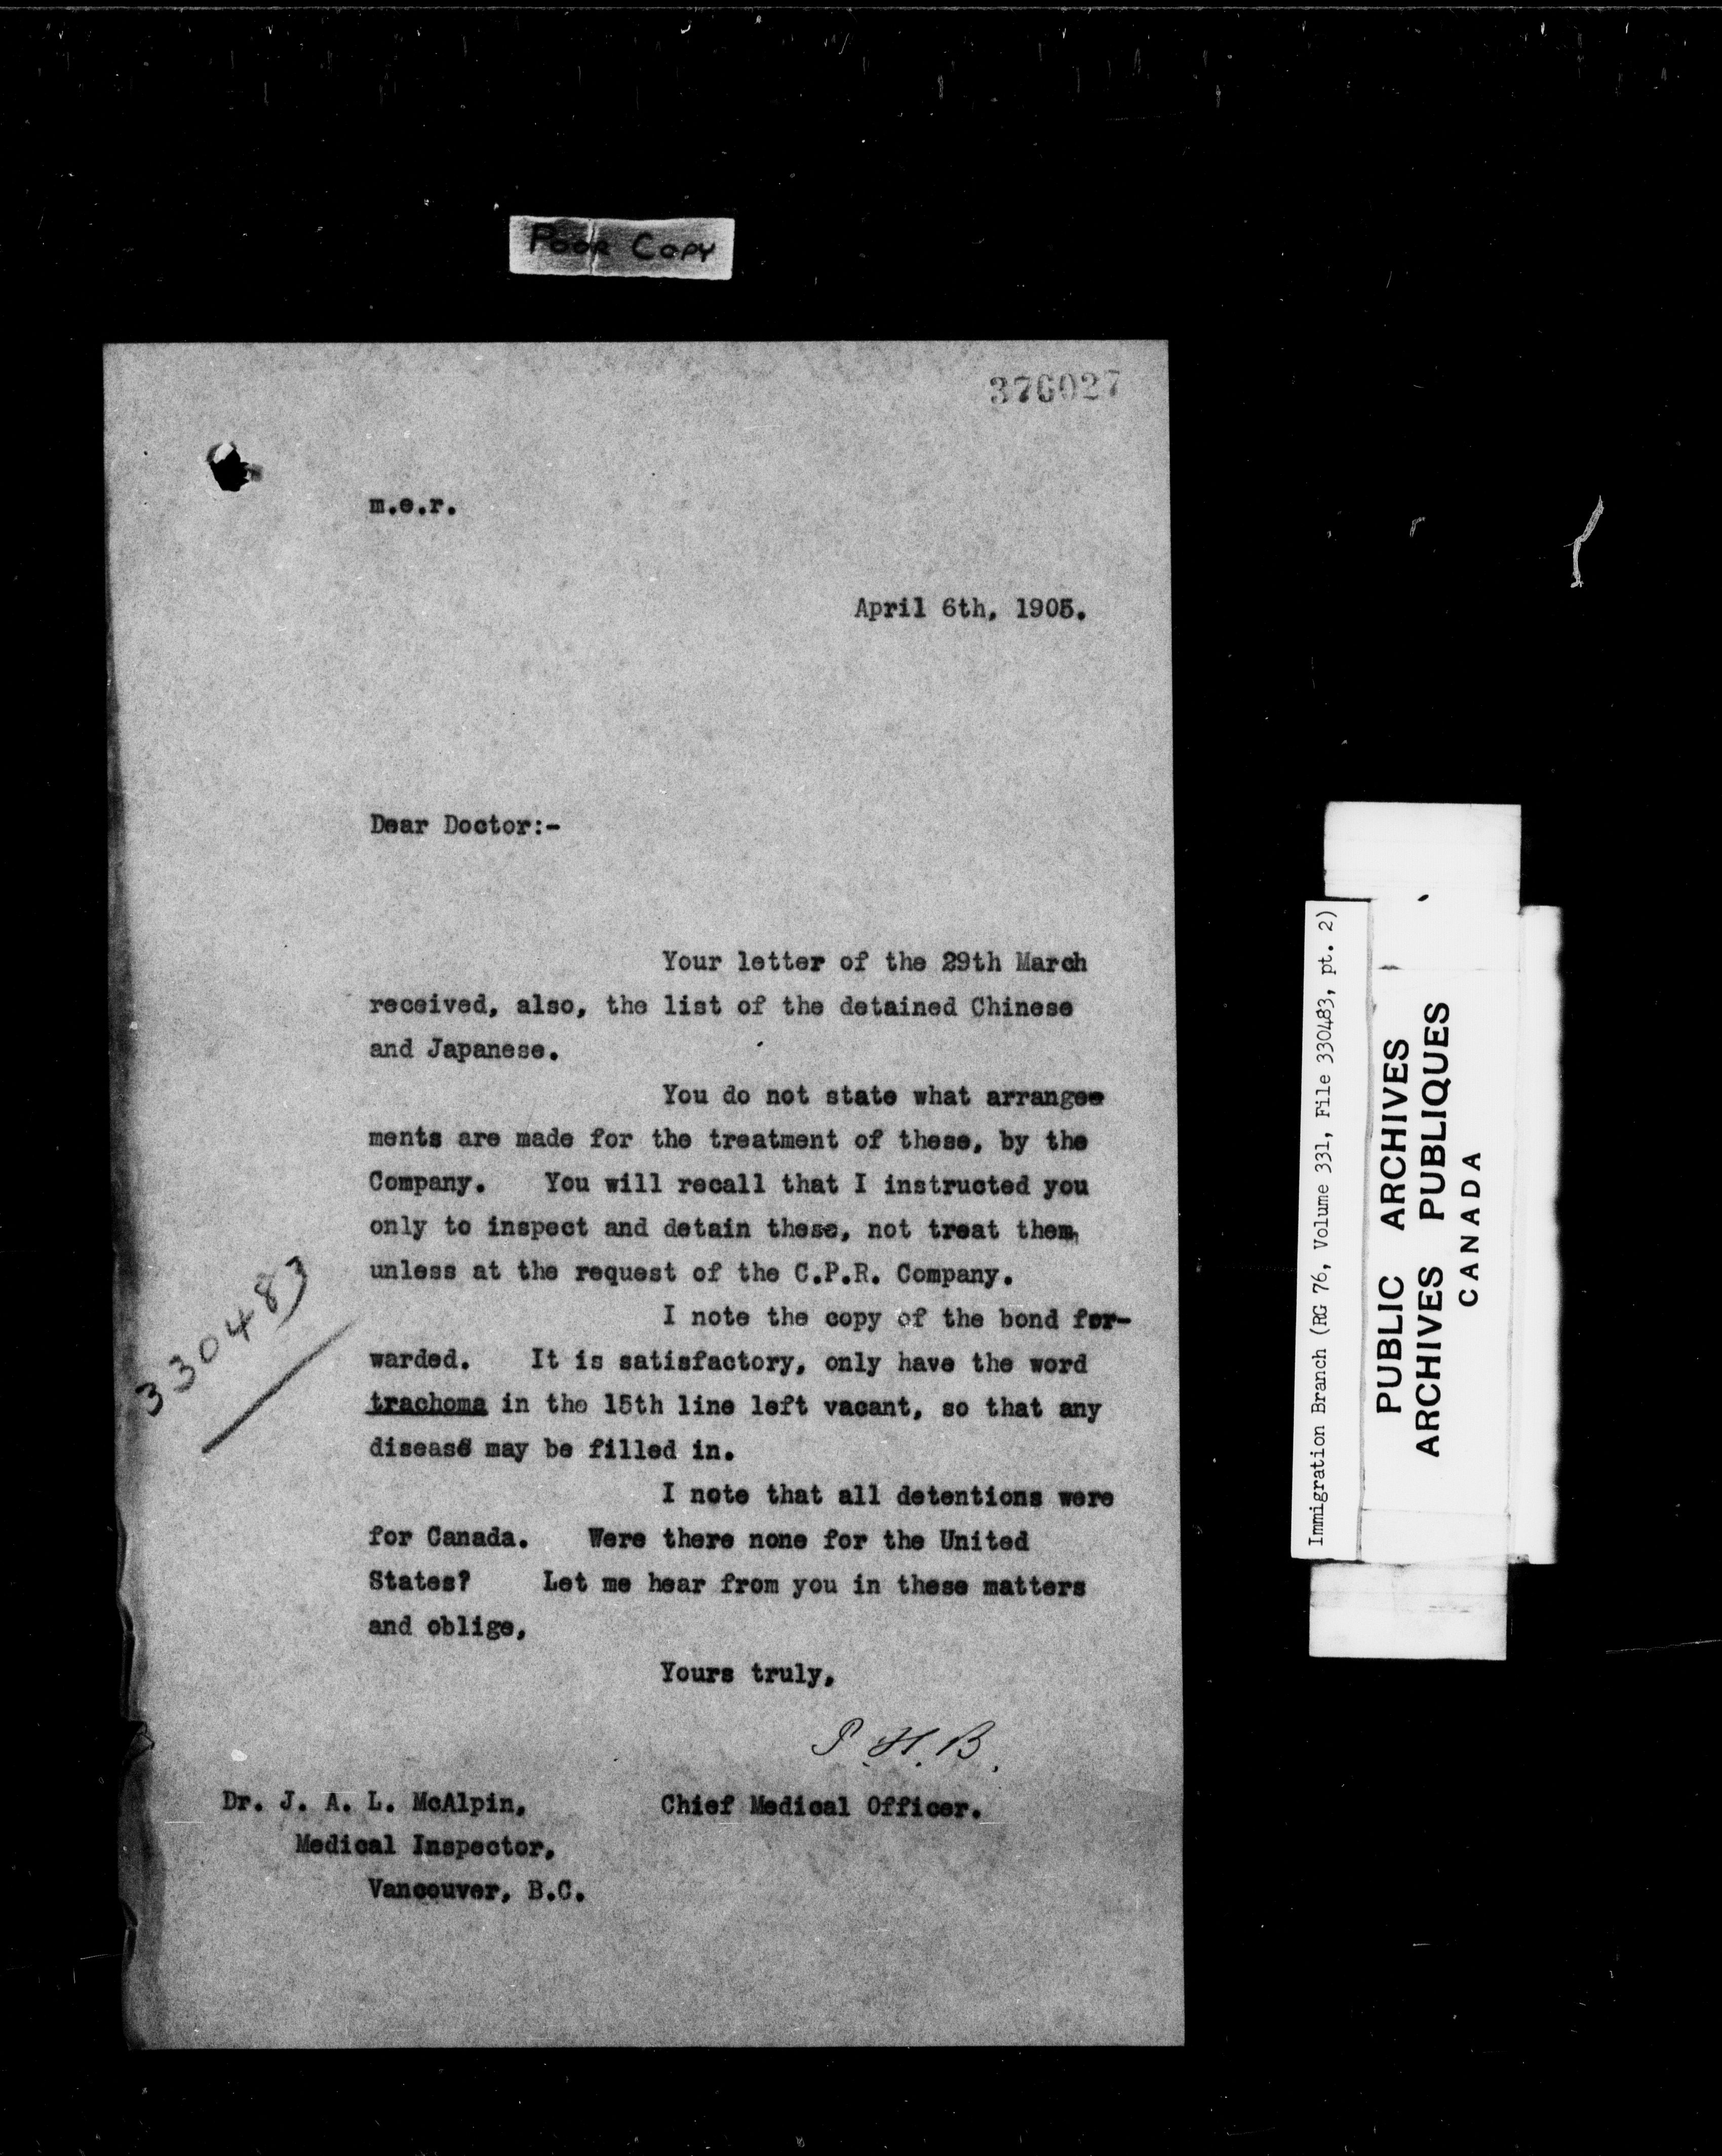 POOR COPY
376027
m.e.r.
April 6th, 1905.
Dear Doctor:-
Your letter of the 29th March
received, also, the list of the detained Chinese
and Japanese.
You do not state what arrange-
ments are made for the treatment of these, by the
Company. You will recall that I instructed you
only to inspect and detain these, not treat them,
unless at the request of the C.P.R. Company.
I note the copy of the bond for-
warded. It is satisfactory, only have the word
trachoma in the 15th line left vacant, so that any
disease may be filled in.
I note that all detentions were
for Canada. Were there none for the United
States? Let me hear from you in these matters
and oblige,
Yours truly,
P.H.B.
Chief Medical Officer.
Dr. J. A. L. McAlpin,
Medical Inspector,
Vancouver, B.C.
330483
Immigration Branch (RG 76, Volume 331, File 330483, pt. 2)
PUBLIC ARCHIVES
ARCHIVES PUBLIQUES
CANADA